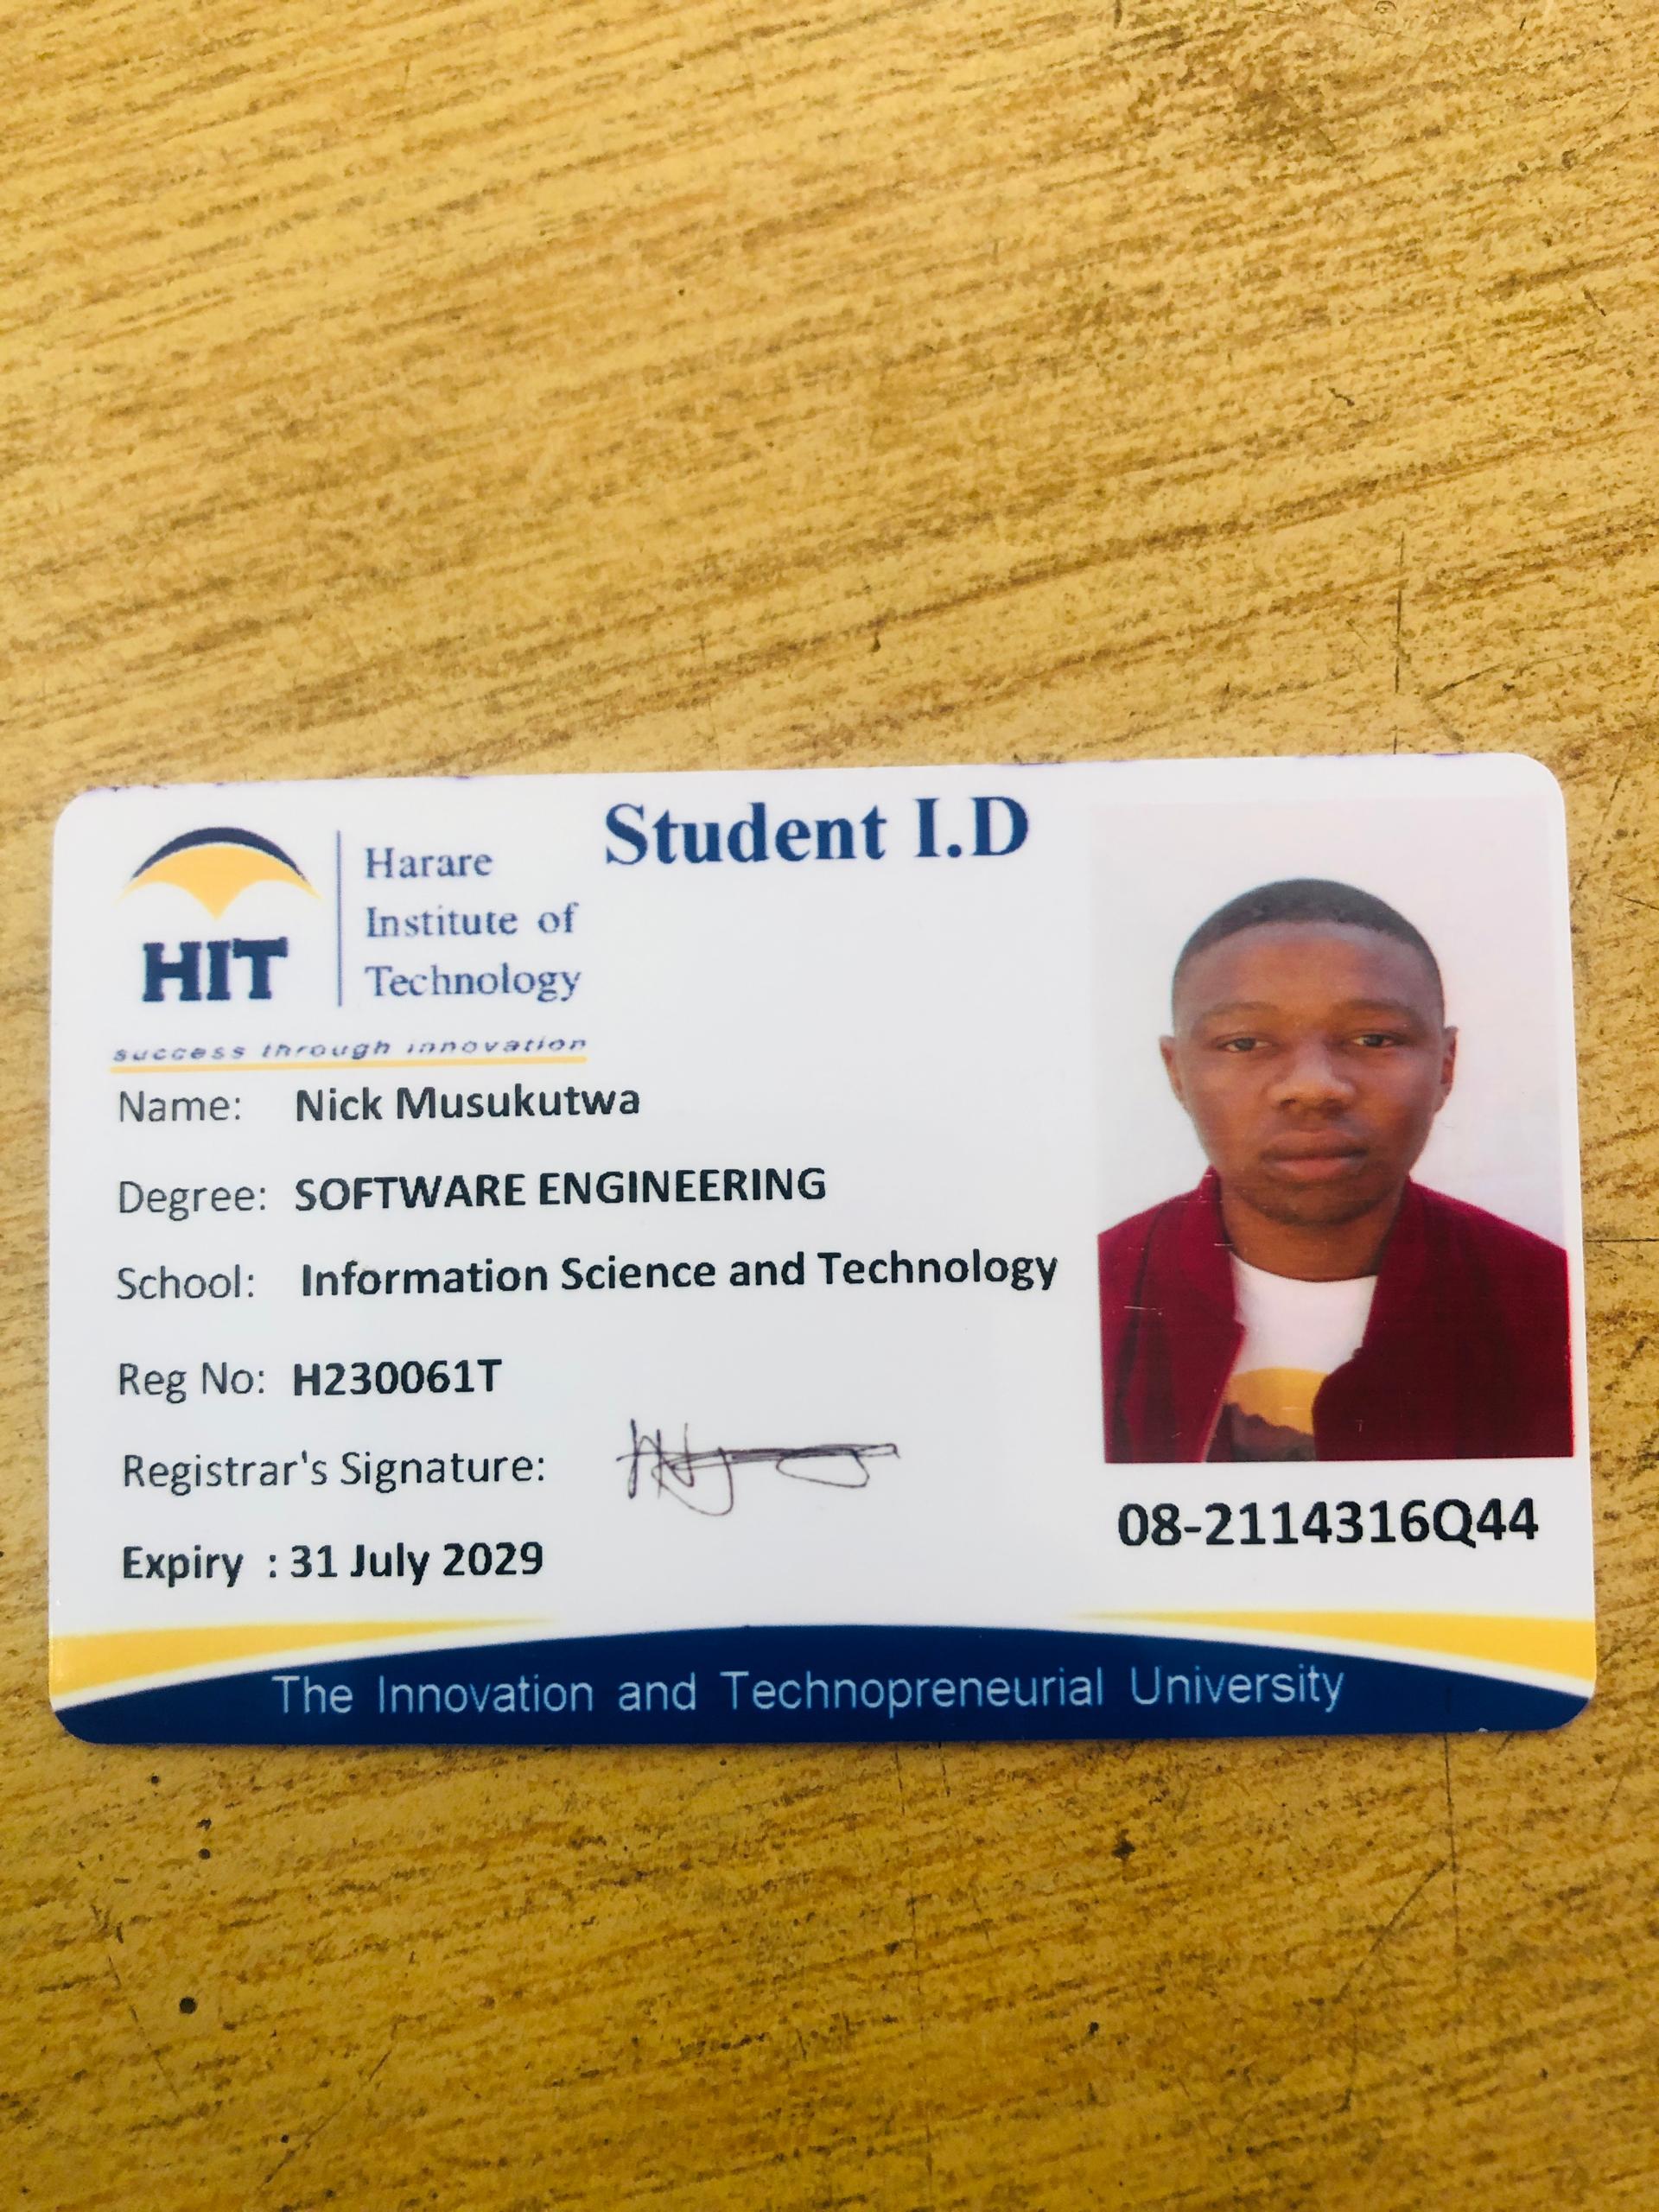 Student I.D
HIT
Harare
Institute of
Technology
success through innovation
Name: Nick Musukutwa
Degree: SOFTWARE ENGINEERING
School: Information Science and Technology
Reg No: H230061T
Registrar's Signature:
Expiry : 31 July 2029
08-2114316Q44
The Innovation and Technopreneurial University